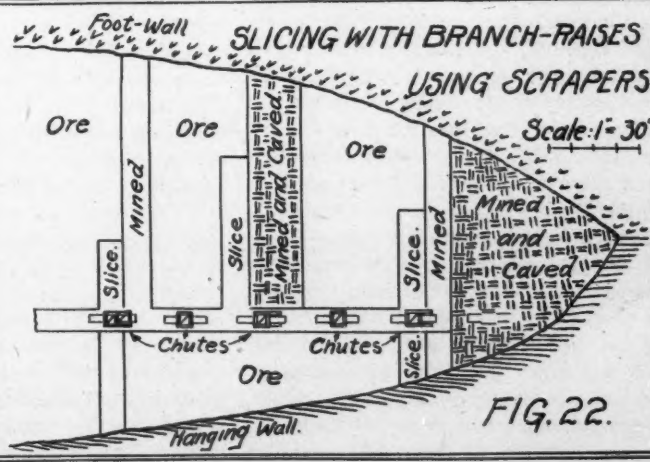 Foot-Wall
SLICING WITH BRANCH-RAISES
USING SCRAPERS
Scale: 1"= 30'
Ore
Ore
Ore
Mined
Mined and Caved
Mined
Mined
and
Caved
Slice.
Slice
Slice.
Chutes
Chutes
Slice.
Ore
Hanging Wall.
FIG. 22.